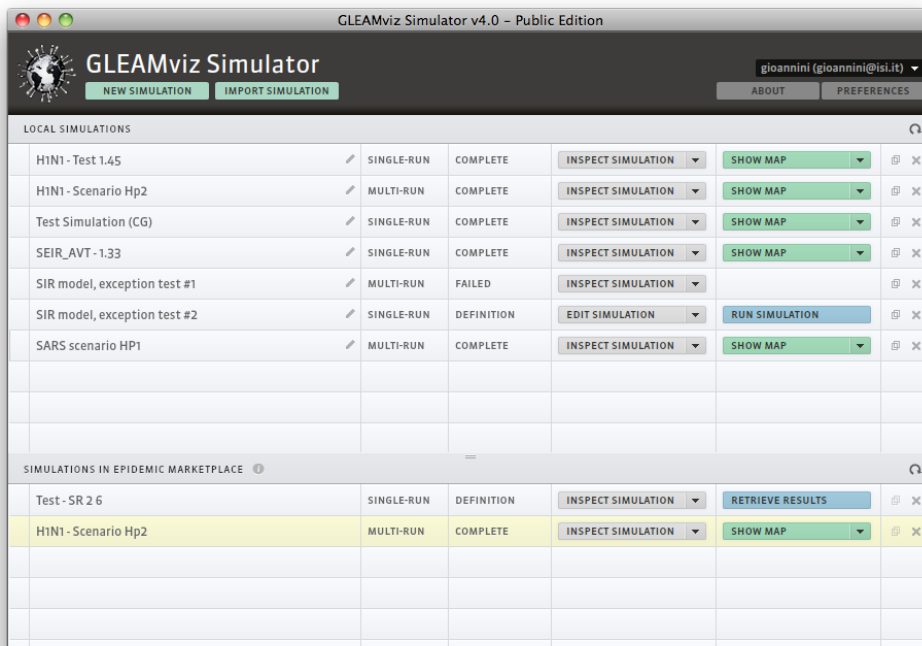 GLEAMviz Simulator v4.0 – Public Edition
GLEAMviz Simulator
gioannini (gioannini@isi.it)
NEW SIMULATION IMPORT SIMULATION ABOUT PREFERENCES
LOCAL SIMULATIONS
H1N1 - Test 1.45 SINGLE-RUN COMPLETE INSPECT SIMULATION SHOW MAP
H1N1 - Scenario Hp2 MULTI-RUN COMPLETE INSPECT SIMULATION SHOW MAP
Test Simulation (CG) SINGLE-RUN COMPLETE INSPECT SIMULATION SHOW MAP
SEIR_AVT - 1.33 SINGLE-RUN COMPLETE INSPECT SIMULATION SHOW MAP
SIR model, exception test #1 MULTI-RUN FAILED INSPECT SIMULATION
SIR model, exception test #2 SINGLE-RUN DEFINITION EDIT SIMULATION RUN SIMULATION
SARS scenario HP1 MULTI-RUN COMPLETE INSPECT SIMULATION SHOW MAP
SIMULATIONS IN EPIDEMIC MARKETPLACE
Test - SR 2 6 SINGLE-RUN DEFINITION INSPECT SIMULATION RETRIEVE RESULTS
H1N1 - Scenario Hp2 MULTI-RUN COMPLETE INSPECT SIMULATION SHOW MAP